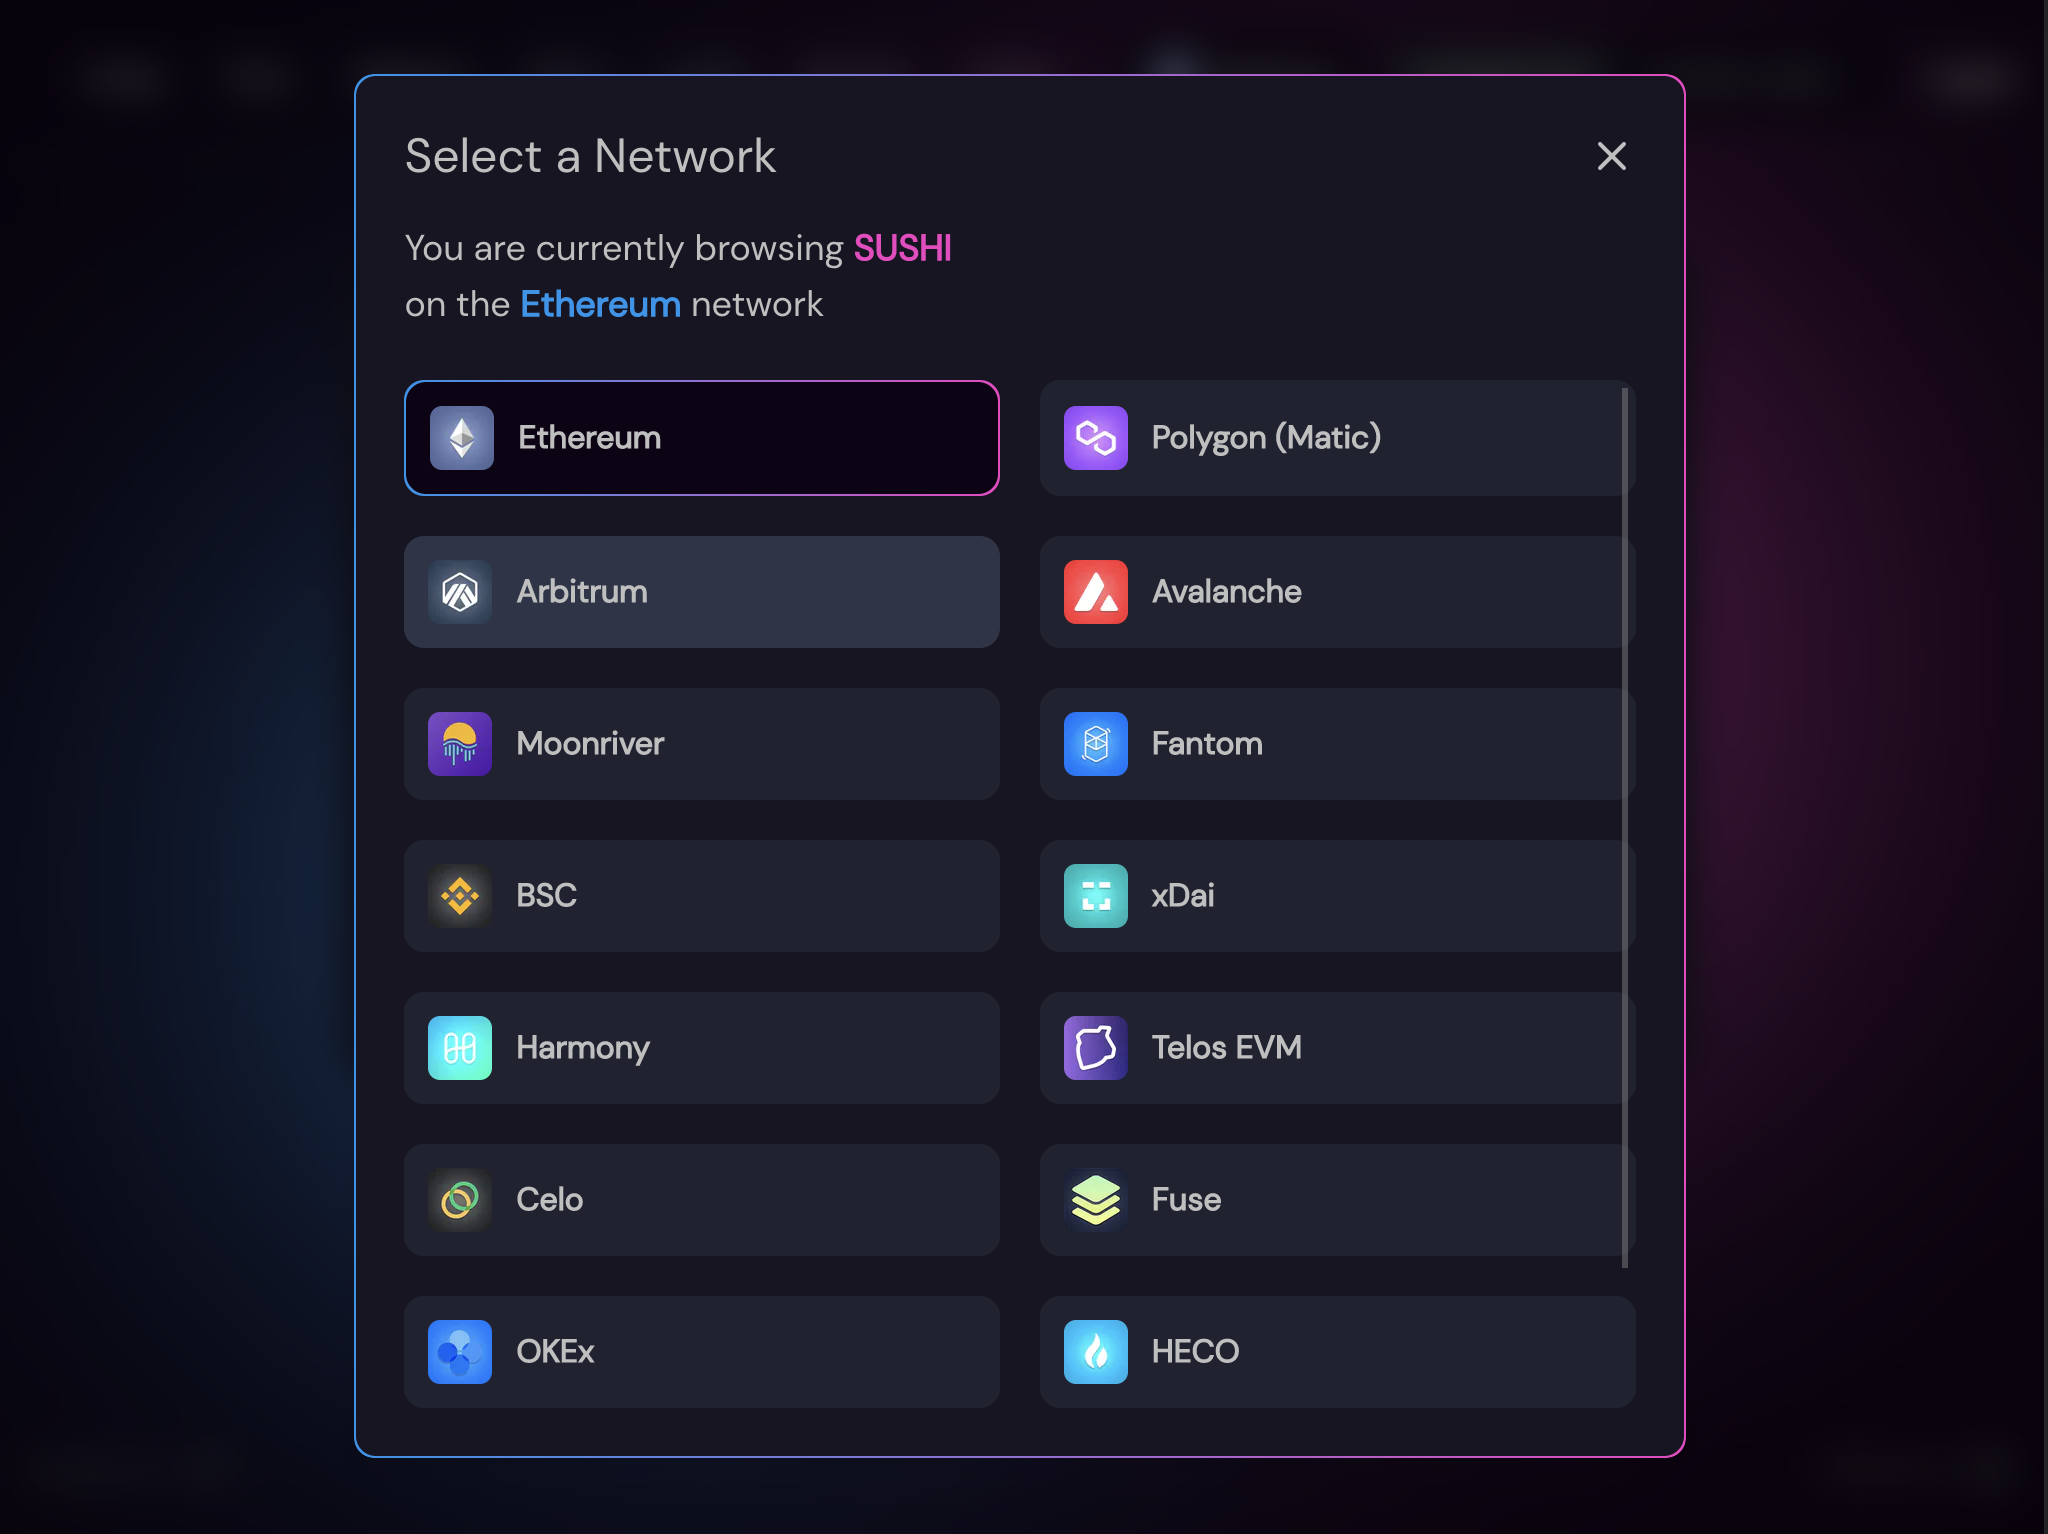 Select a Network
You are currently browsing SUSHI
on the Ethereum network
Ethereum
Polygon (Matic)
Arbitrum
Avalanche
Moonriver
Fantom
BSC
xDai
Harmony
Telos EVM
Celo
Fuse
OKEx
HECO